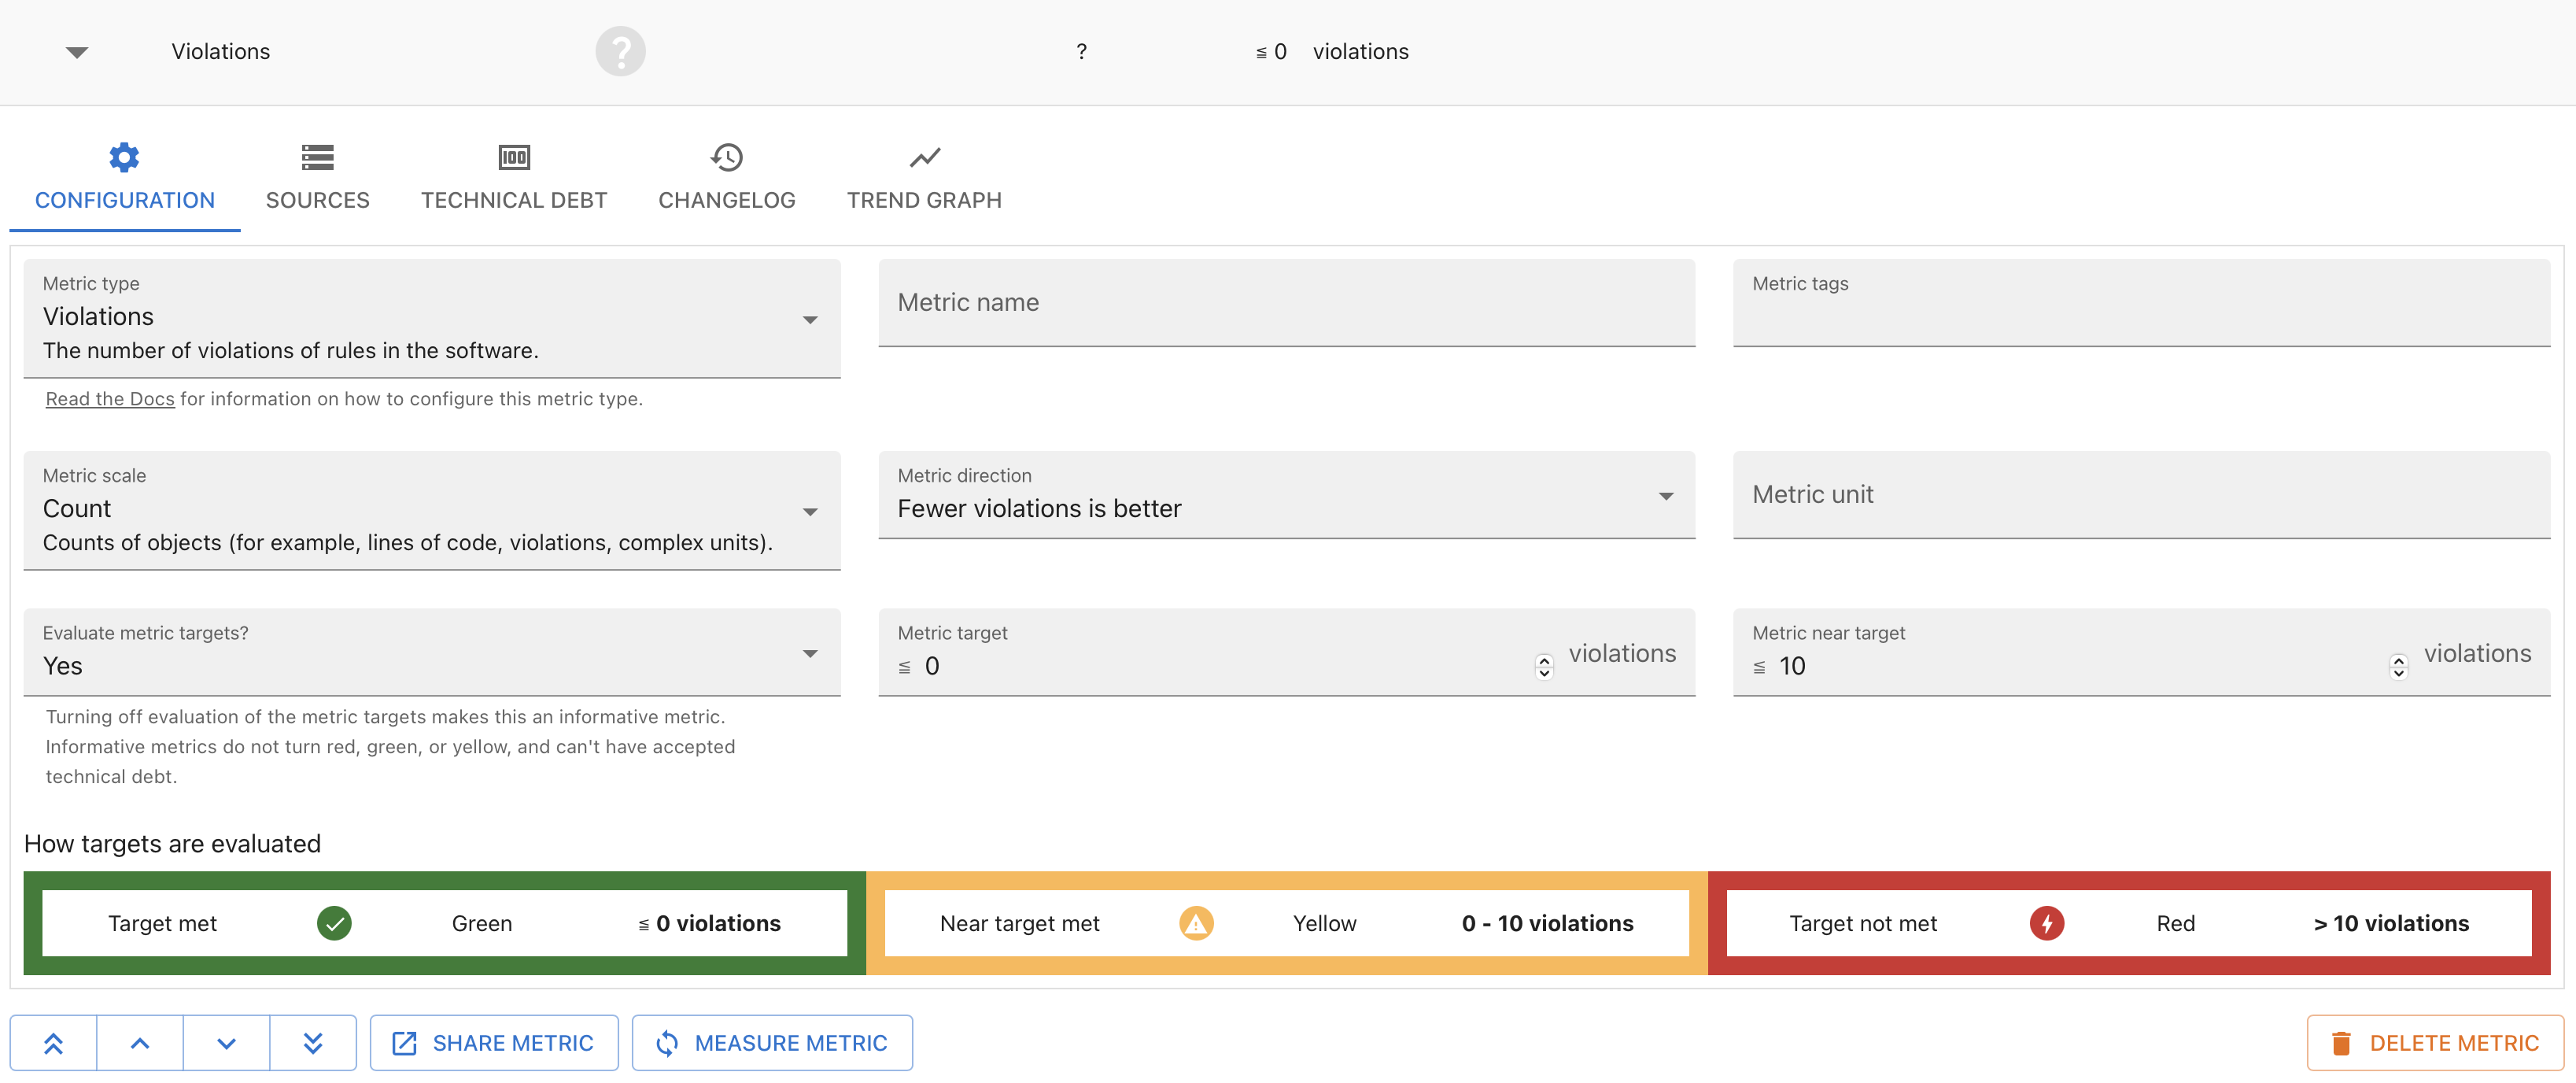 Violations ? ? ≦ 0 violations
CONFIGURATION SOURCES TECHNICAL DEBT CHANGELOG TREND GRAPH
Metric type
Violations
The number of violations of rules in the software.
Read the Docs for information on how to configure this metric type.
Metric name
Metric tags
Metric scale
Count
Counts of objects (for example, lines of code, violations, complex units).
Metric direction
Fewer violations is better
Metric unit
Evaluate metric targets?
Yes
Turning off evaluation of the metric targets makes this an informative metric.
Informative metrics do not turn red, green, or yellow, and can't have accepted
technical debt.
Metric target
≦ 0 violations
Metric near target
≦ 10 violations
How targets are evaluated
Target met Green ≦ 0 violations
Near target met Yellow 0 - 10 violations
Target not met Red > 10 violations
SHARE METRIC MEASURE METRIC DELETE METRIC